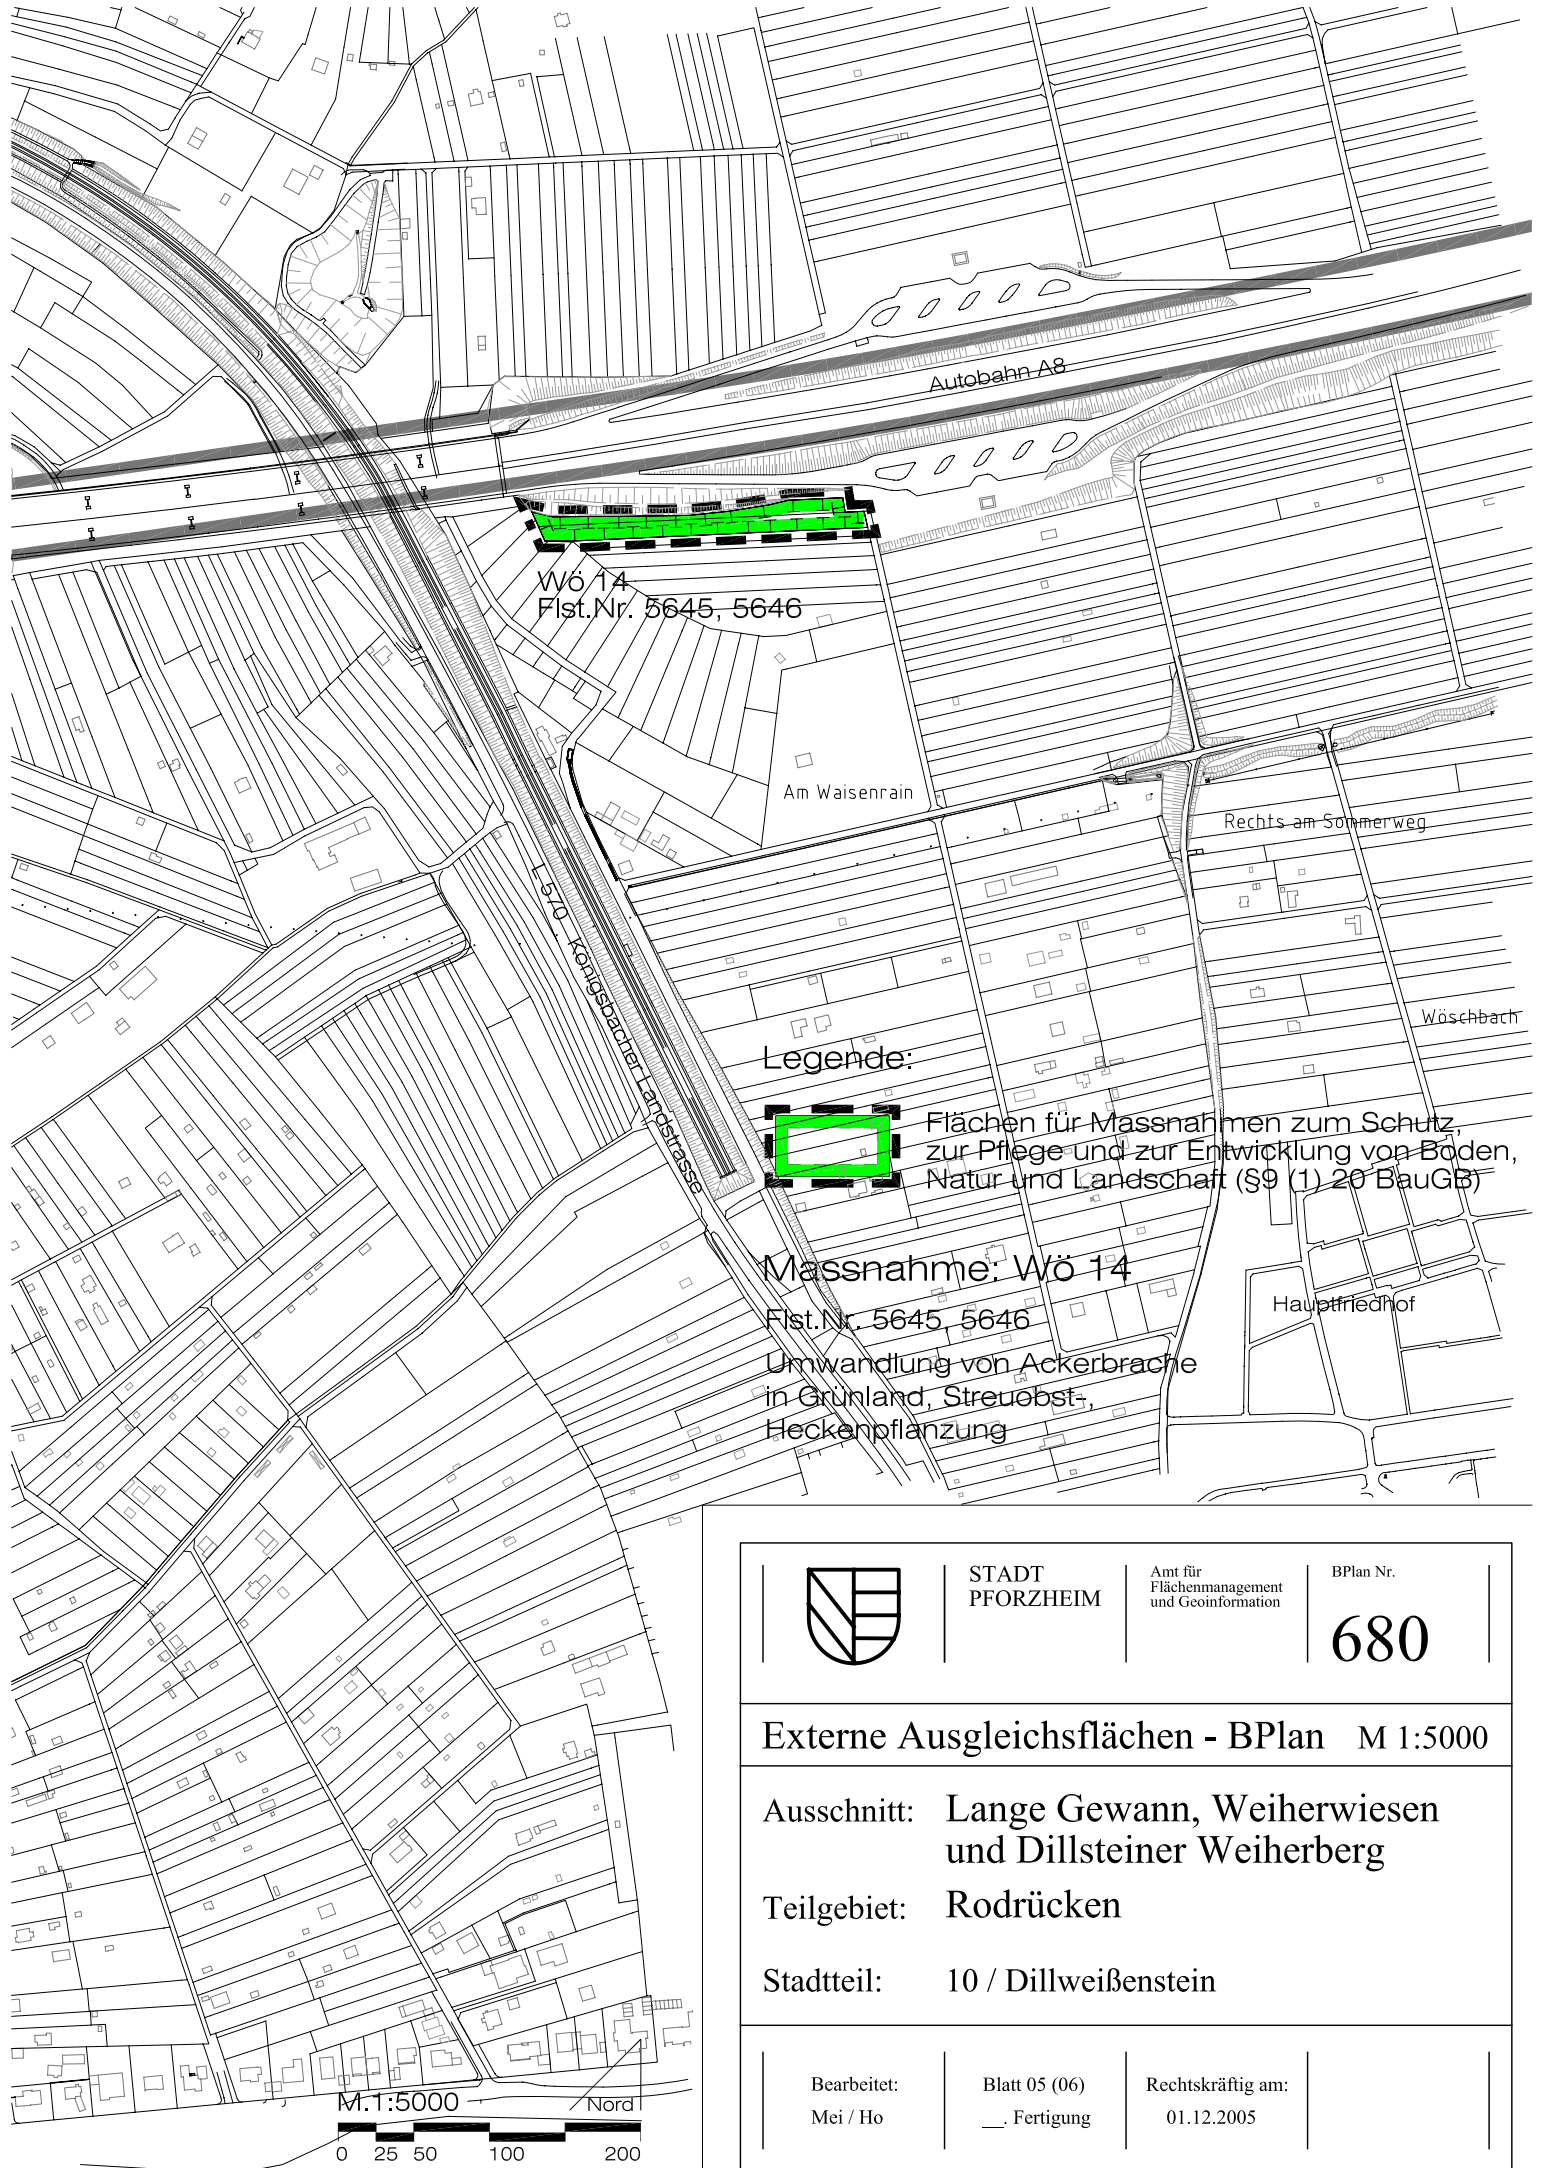 Autobahn A8
Wö 14
Flst.Nr. 5645, 5646
Am Waisenrain
Rechts am Sommerweg
L 570 - Königsbacher Landstrasse
Wöschbach
Legende:
Flächen für Massnahmen zum Schutz,
zur Pflege und zur Entwicklung von Boden,
Natur und Landschaft (§9 (1) 20 BauGB)
Massnahme: Wö 14
Hauptfriedhof
Flst.Nr. 5645, 5646
Umwandlung von Ackerbrache
in Grünland, Streuobst-,
Heckenpflanzung
STADT
PFORZHEIM
Amt für
Flächenmanagement
und Geoinformation
BPlan Nr.
680
Externe Ausgleichsflächen - BPlan M 1:5000
Ausschnitt: Lange Gewann, Weiherwiesen
und Dillsteiner Weiherberg
Teilgebiet: Rodrücken
Stadtteil: 10 / Dillweißenstein
Bearbeitet:
Mei / Ho
Blatt 05 (06)
__. Fertigung
Rechtskräftig am:
01.12.2005
M.1:5000
Nord
0 25 50 100 200